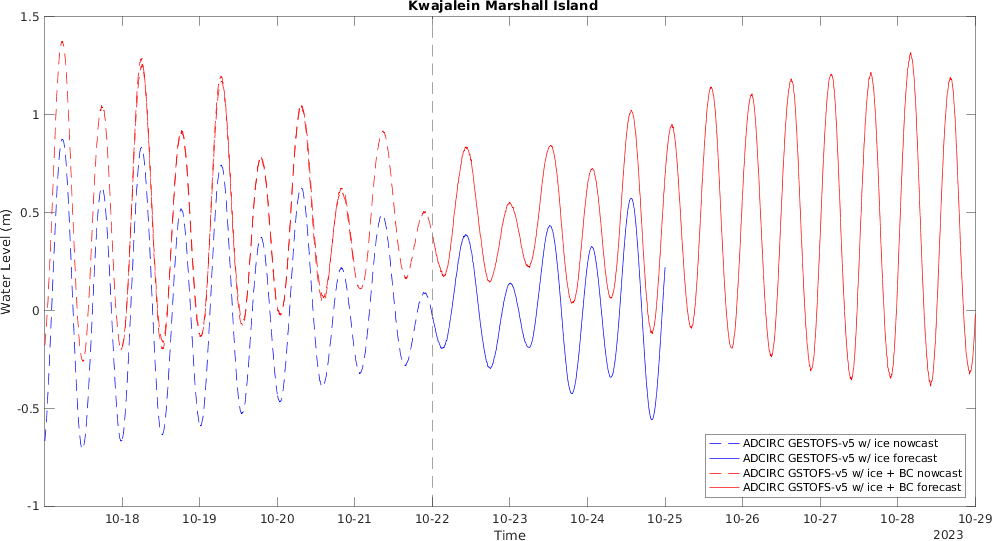 Kwajalein Marshall Island
1.5
1
0.5
0
-0.5
-1
Water Level (m)
ADCIRC GESTOFS-v5 w/ ice nowcast
ADCIRC GESTOFS-v5 w/ ice forecast
ADCIRC GSTOFS-v5 w/ ice + BC nowcast
ADCIRC GSTOFS-v5 w/ ice + BC forecast
10-18 10-19 10-20 10-21 10-22 10-23 10-24 10-25 10-26 10-27 10-28 10-29
Time
2023